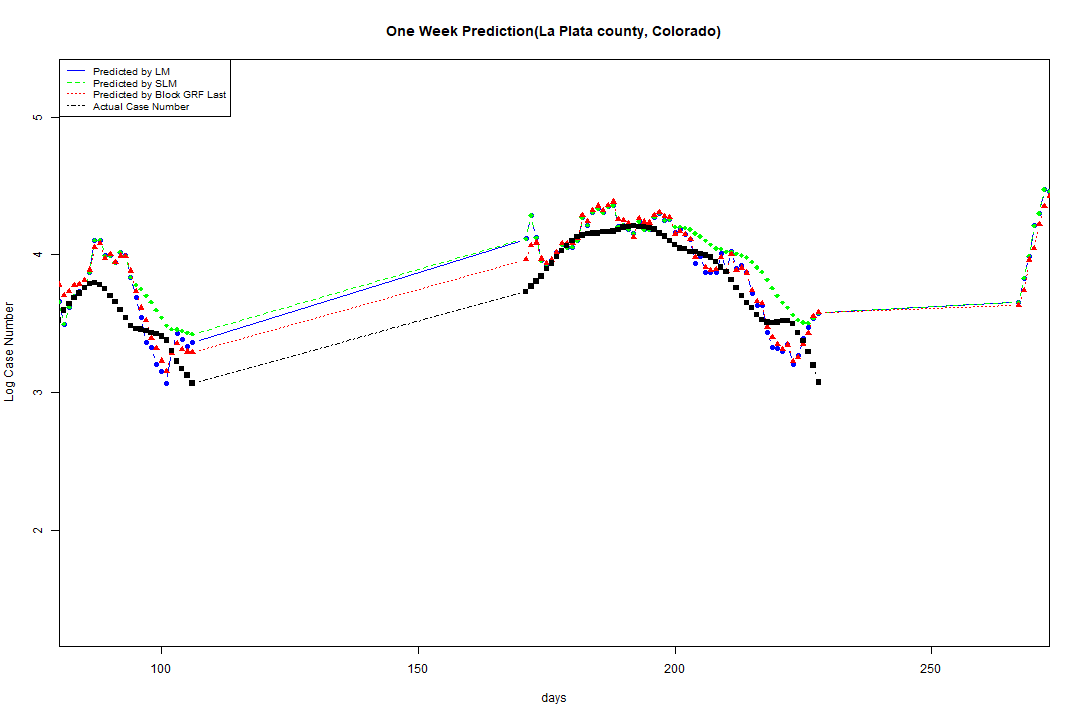 One Week Prediction(La Plata county, Colorado)
Predicted by LM
Predicted by SLM
Predicted by Block GRF Last
Actual Case Number
5
4
3
2
Log Case Number
100 150 200 250
days